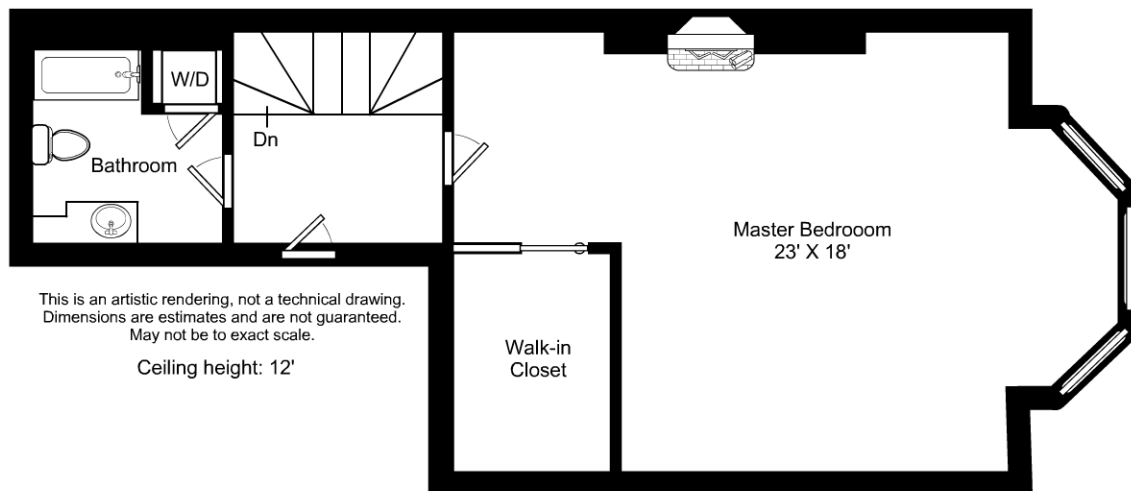 W/D
Dn
Bathroom
Master Bedrooom
23' X 18'
This is an artistic rendering, not a technical drawing.
Dimensions are estimates and are not guaranteed.
May not be to exact scale.
Ceiling height: 12'
Walk-in
Closet